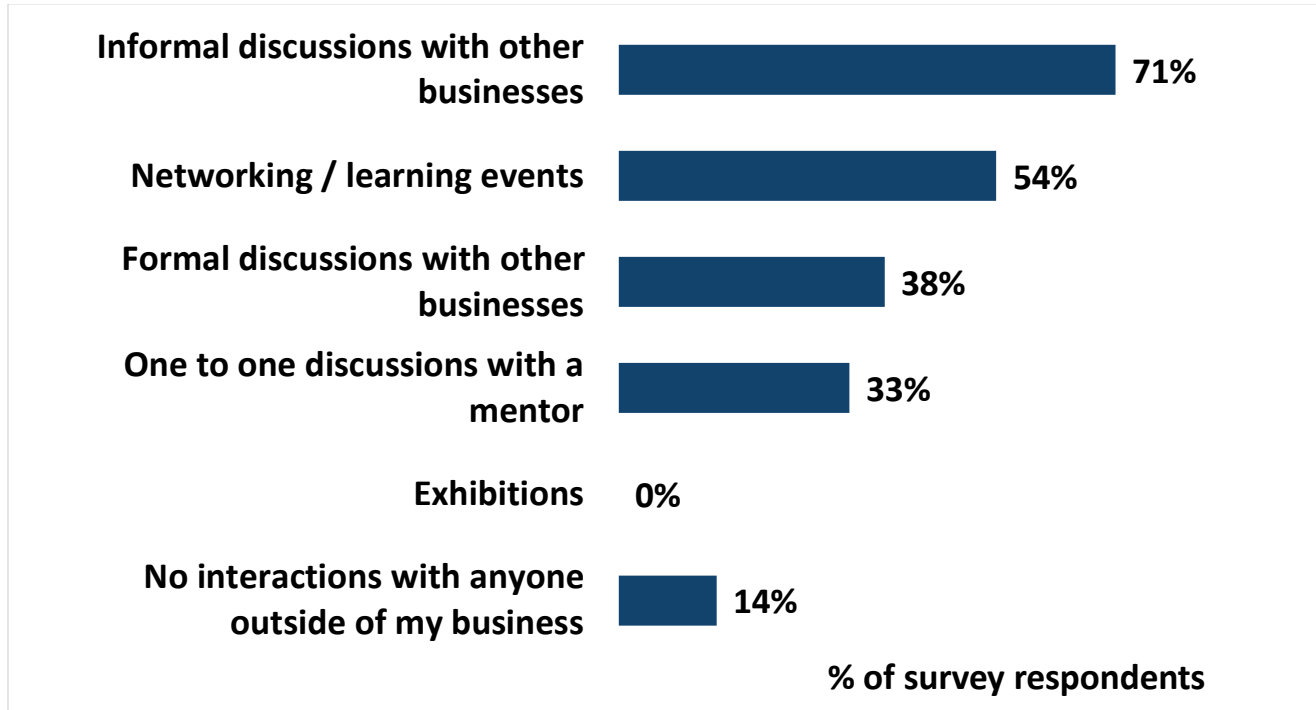 Informal discussions with other
businesses
71%
Networking / learning events
54%
Formal discussions with other
businesses
38%
One to one discussions with a
mentor
33%
Exhibitions
0%
No interactions with anyone
outside of my business
14%
% of survey respondents